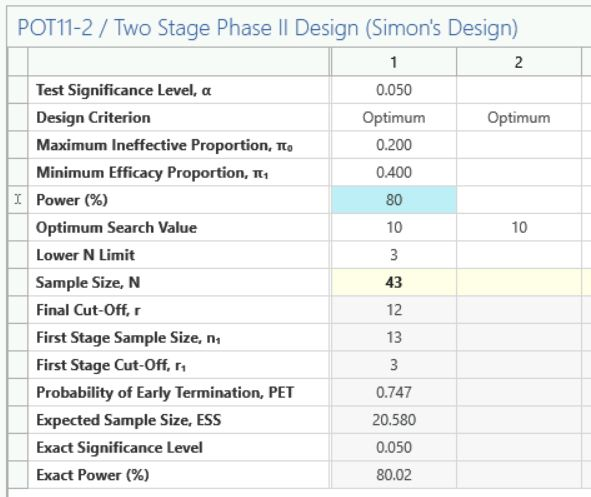 POT11-2 / Two Stage Phase II Design (Simon's Design)
1 2
Test Significance Level, α 0.050
Design Criterion Optimum Optimum
Maximum Ineffective Proportion, π₀ 0.200
Minimum Efficacy Proportion, π₁ 0.400
Power (%) 80
Optimum Search Value 10 10
Lower N Limit 3
Sample Size, N 43
Final Cut-Off, r 12
First Stage Sample Size, n₁ 13
First Stage Cut-Off, r₁ 3
Probability of Early Termination, PET 0.747
Expected Sample Size, ESS 20.580
Exact Significance Level 0.050
Exact Power (%) 80.02